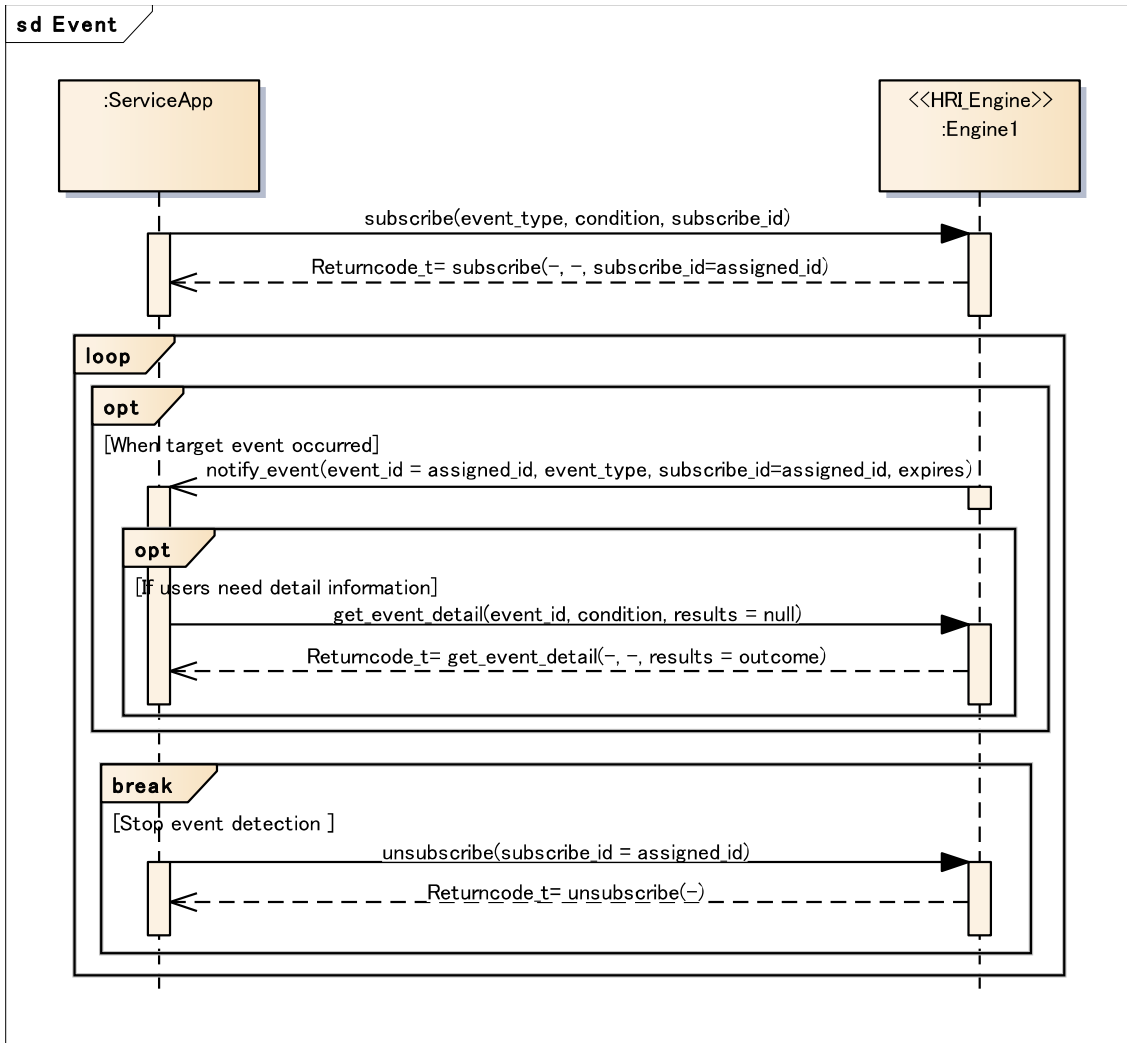 sd Event
:ServiceApp
<<HRI_Engine>>
:Engine1
subscribe(event_type, condition, subscribe_id)
Returncode_t= subscribe(-, -, subscribe_id=assigned_id)
loop
opt
[When target event occurred]
notify_event(event_id = assigned_id, event_type, subscribe_id=assigned_id, expires)
opt
[If users need detail information]
get_event_detail(event_id, condition, results = null)
Returncode_t= get_event_detail(-, -, results = outcome)
break
[Stop event detection ]
unsubscribe(subscribe_id = assigned_id)
Returncode_t= unsubscribe(-)